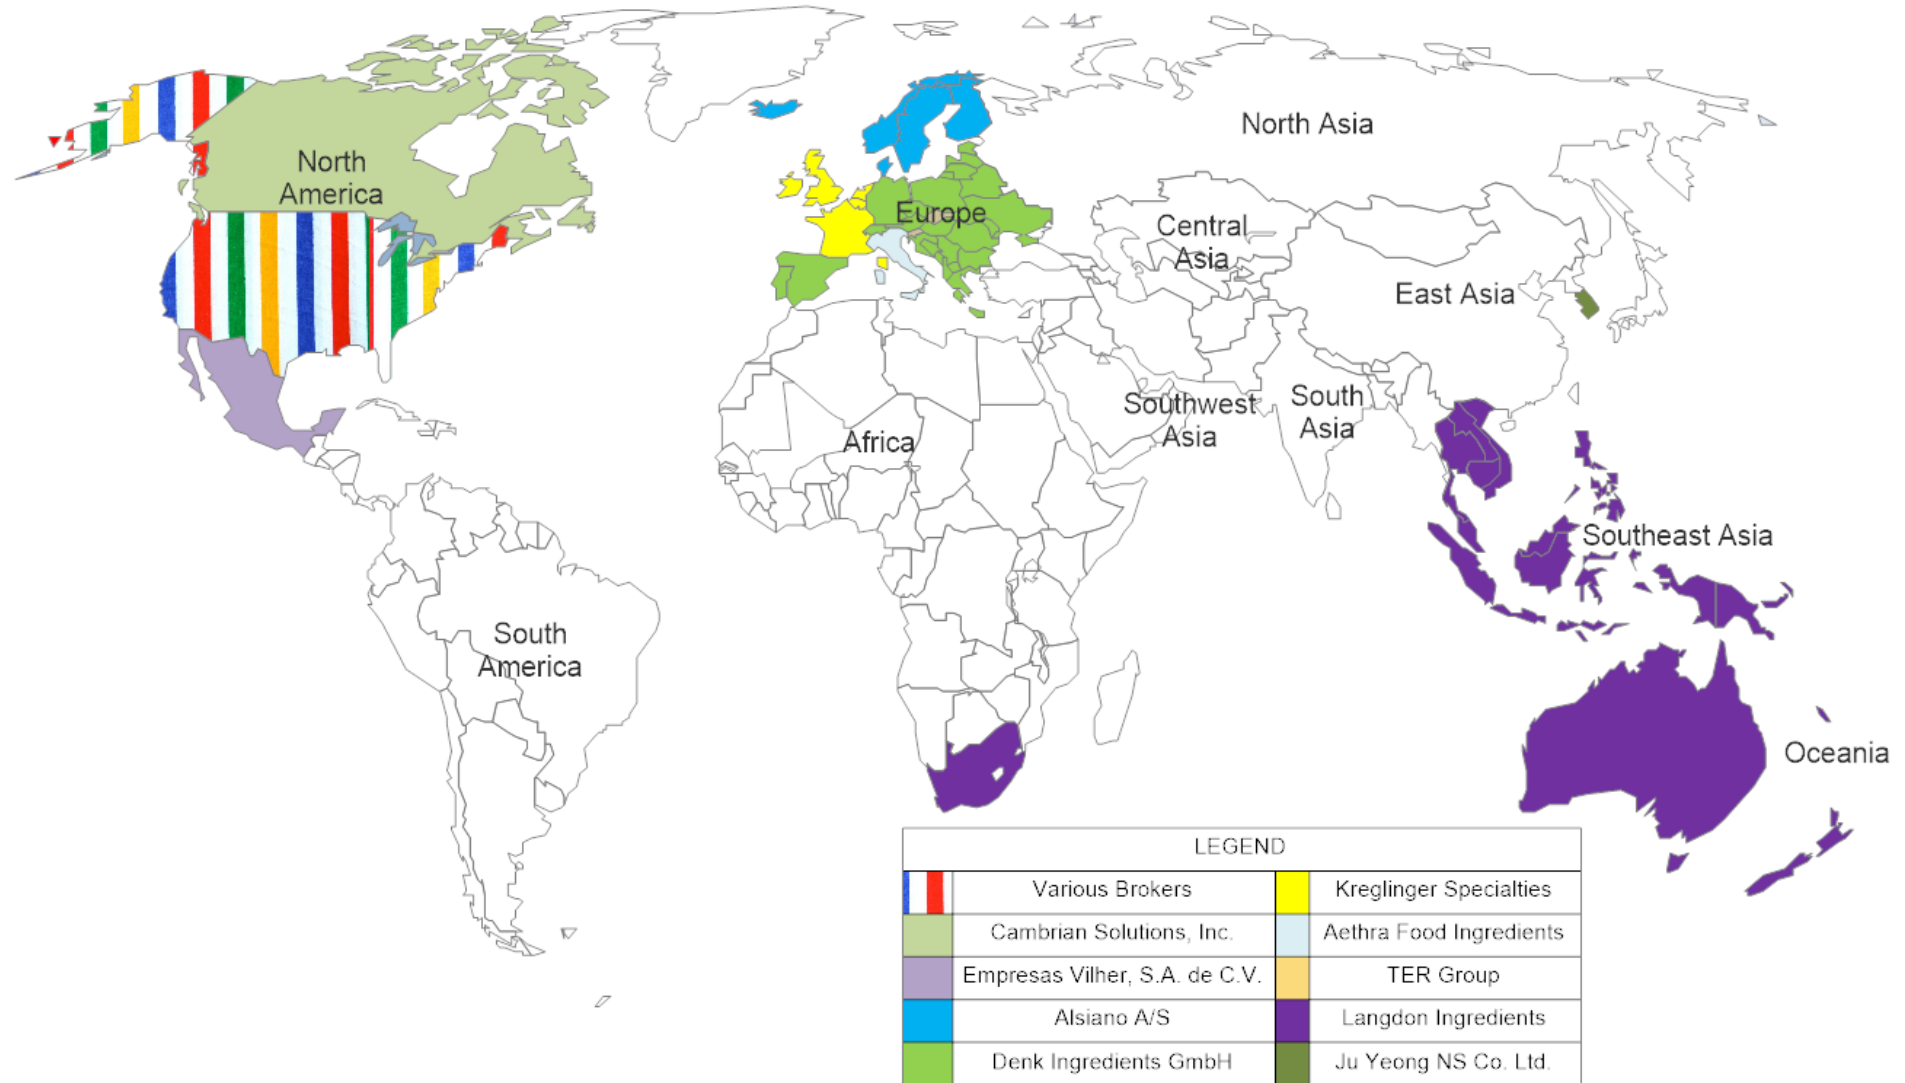 North Asia
North
America
Europe
Central
Asia
East Asia
Southwest
Asia
South
Asia
Africa
Southeast Asia
South
America
Oceania
LEGEND
Various Brokers
Kreglinger Specialties
Cambrian Solutions, Inc.
Aethra Food Ingredients
Empresas Vilher, S.A. de C.V.
TER Group
Alsiano A/S
Langdon Ingredients
Denk Ingredients GmbH
Ju Yeong NS Co. Ltd.